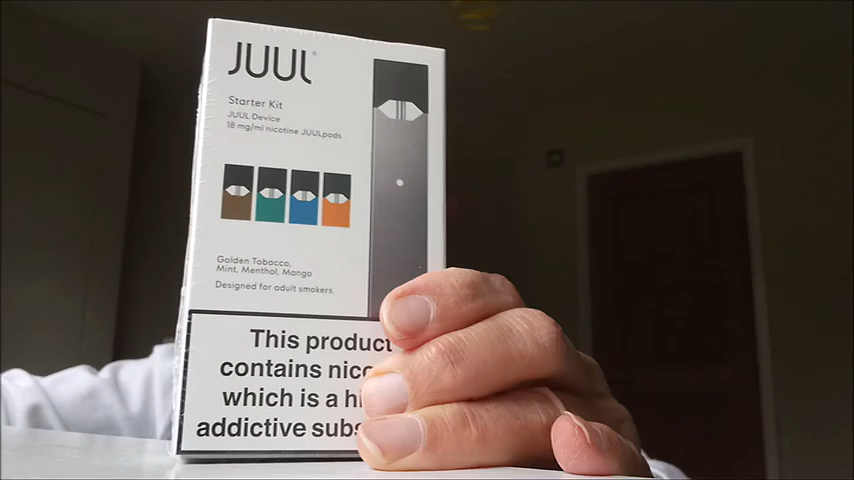 JUUL
Starter Kit
JUUL Device
18 mg/ml nicotine JUULpods
Golden Tobacco,
Mint, Menthol, Mango
Designed for adult smokers.
This product
contains nico
which is a hi
addictive subs